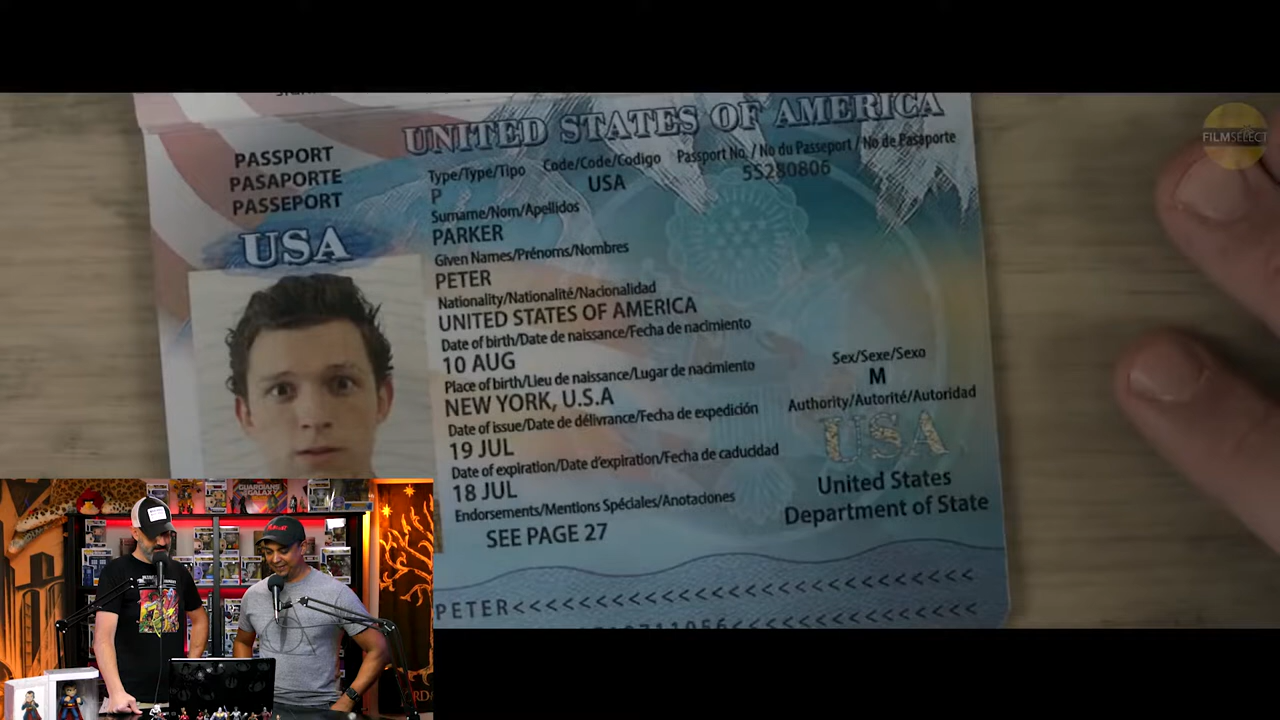 UNITED STATES OF AMERICA
FILMSELECT
PASSPORT
PASAPORTE
PASSEPORT
USA
Type/Type/Tipo Code/Code/Codigo Passport No. / No du Passeport / No de Pasaporte
P USA 55280806
Surname/Nom/Apellidos
PARKER
Given Names/Prénoms/Nombres
PETER
Nationality/Nationalité/Nacionalidad
UNITED STATES OF AMERICA
Date of birth/Date de naissance/Fecha de nacimiento
10 AUG
Sex/Sexe/Sexo
M
Place of birth/Lieu de naissance/Lugar de nacimiento
NEW YORK, U.S.A
Authority/Autorité/Autoridad
USA
Date of issue/Date de délivrance/Fecha de expedición
19 JUL
Date of expiration/Date d'expiration/Fecha de caducidad
18 JUL
United States
Department of State
Endorsements/Mentions Spéciales/Anotaciones
SEE PAGE 27
PETER<<<<<<<<<<<<<<<<<<<<<<<<
GUARDIANS
GALAXY